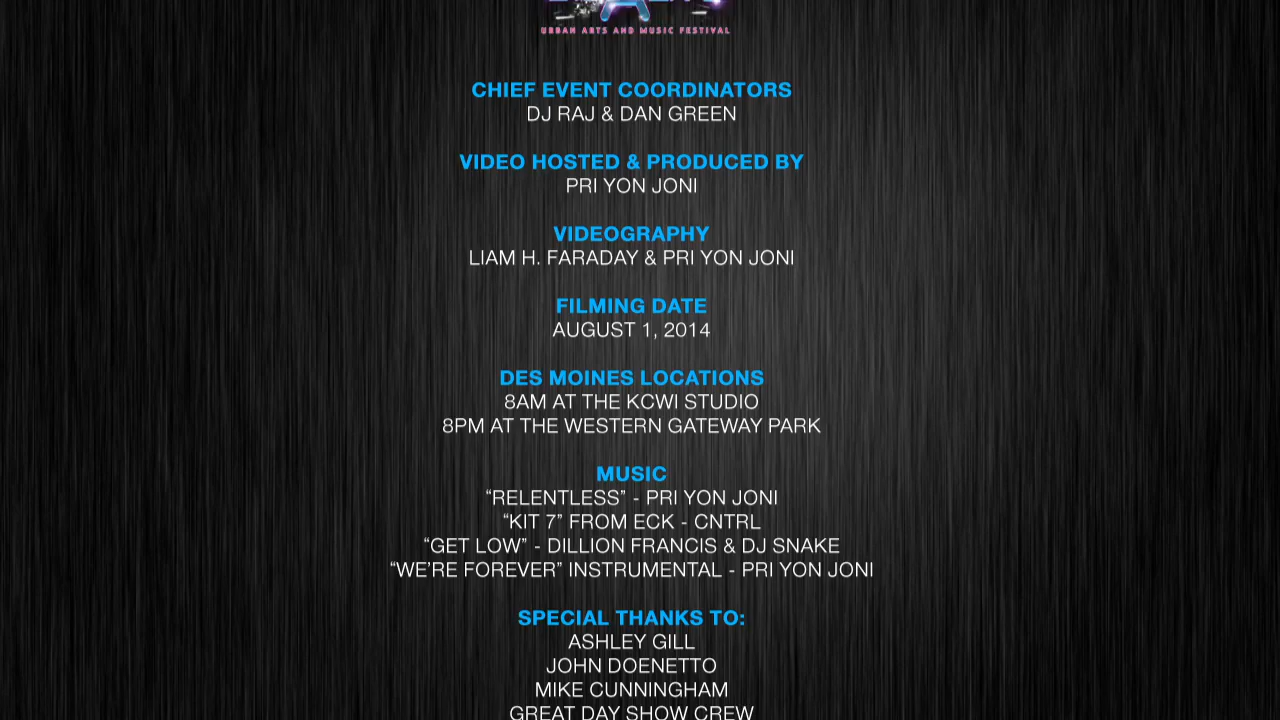 URBAN ARTS AND MUSIC FESTIVAL
CHIEF EVENT COORDINATORS
DJ RAJ & DAN GREEN
VIDEO HOSTED & PRODUCED BY
PRI YON JONI
VIDEOGRAPHY
LIAM H. FARADAY & PRI YON JONI
FILMING DATE
AUGUST 1, 2014
DES MOINES LOCATIONS
8AM AT THE KCWI STUDIO
8PM AT THE WESTERN GATEWAY PARK
MUSIC
“RELENTLESS” - PRI YON JONI
“KIT 7” FROM ECK - CNTRL
“GET LOW” - DILLION FRANCIS & DJ SNAKE
“WE’RE FOREVER” INSTRUMENTAL - PRI YON JONI
SPECIAL THANKS TO:
ASHLEY GILL
JOHN DOENETTO
MIKE CUNNINGHAM
GREAT DAY SHOW CREW